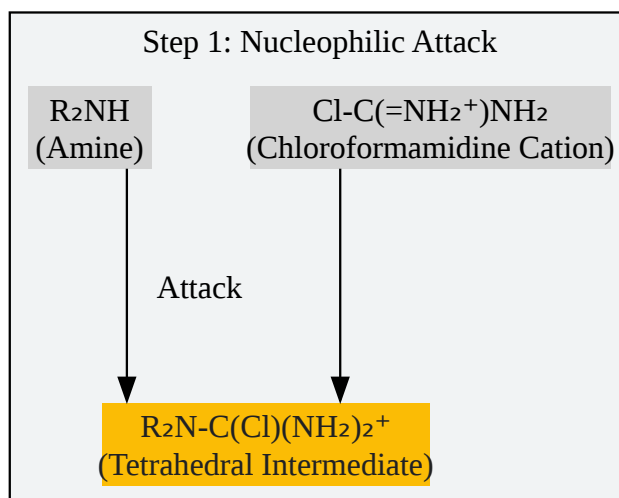 Step 1: Nucleophilic Attack
R₂NH
(Amine)
Cl-C(=NH₂⁺)NH₂
(Chloroformamidine Cation)
Attack
R₂N-C(Cl)(NH₂)₂⁺
(Tetrahedral Intermediate)